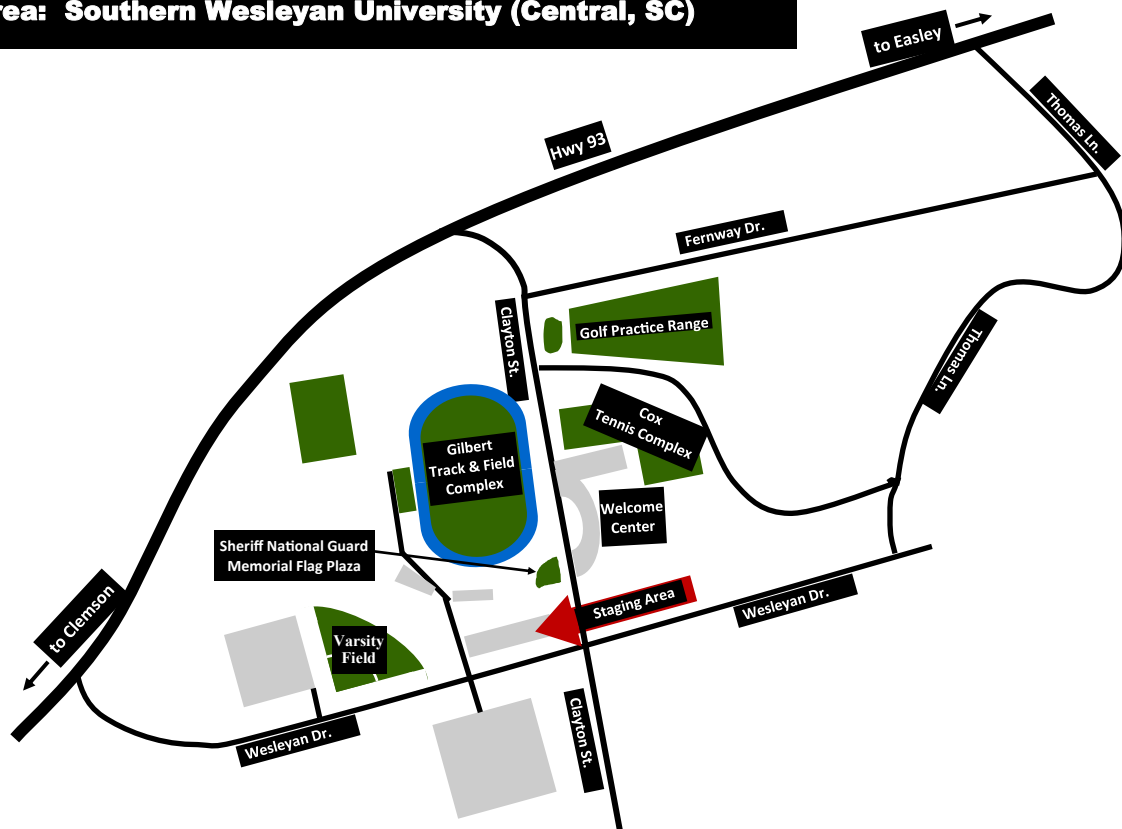 Southern Wesleyan University (Central, SC)
to Easley
Thomas Ln.
Hwy 93
Fernway Dr.
Clayton St.
Golf Practice Range
Thomas Ln.
Cox
Tennis Complex
Gilbert
Track & Field
Complex
Welcome
Center
Sheriff National Guard
Memorial Flag Plaza
to Clemson
Staging Area
Wesleyan Dr.
Varsity
Field
Clayton St.
Wesleyan Dr.